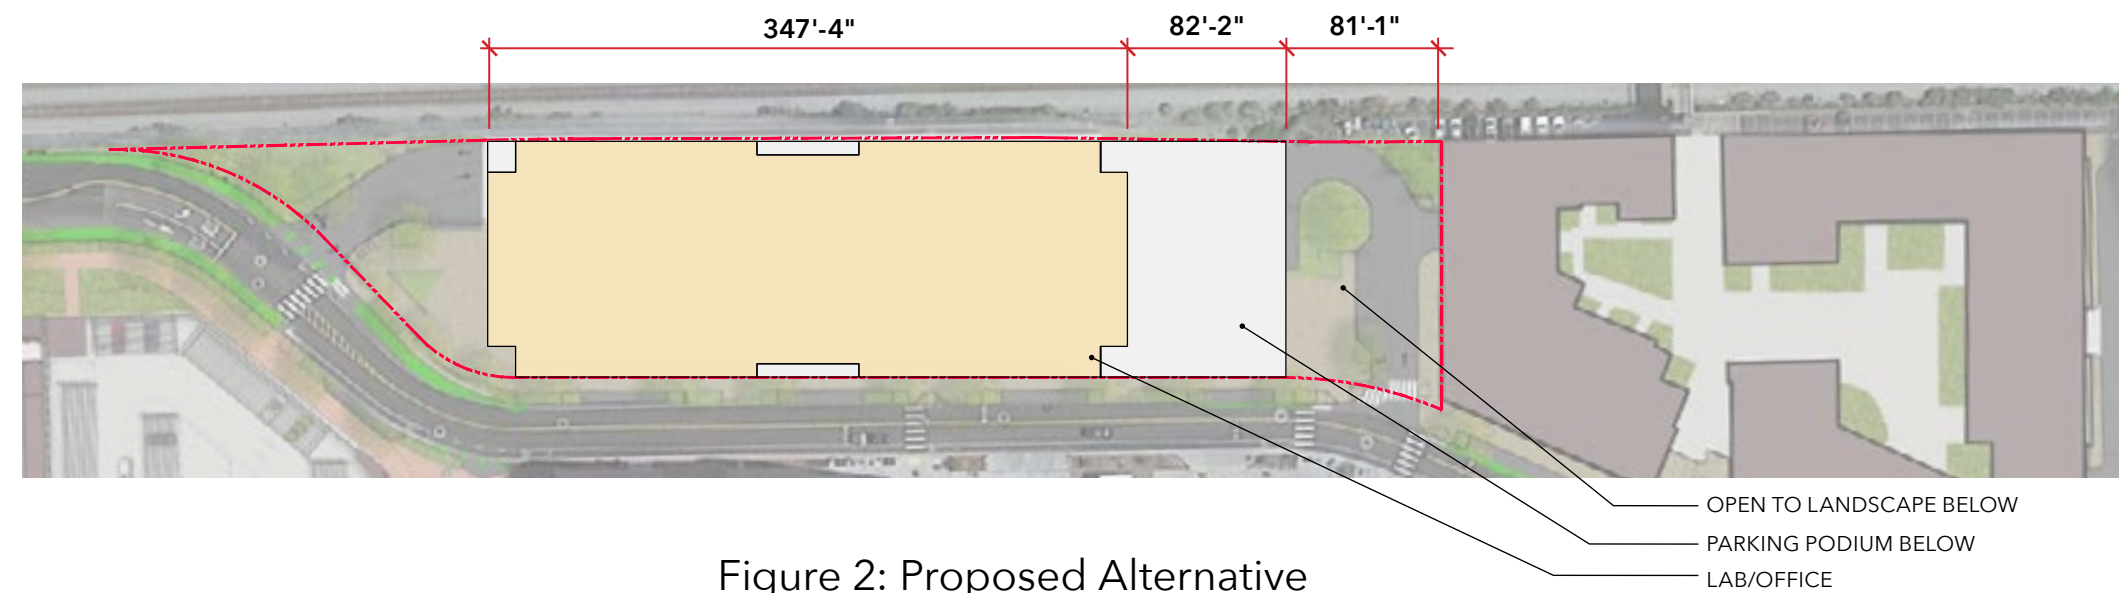 347'-4" 82'-2" 81'-1"
OPEN TO LANDSCAPE BELOW
PARKING PODIUM BELOW
LAB/OFFICE
Figure 2: Proposed Alternative